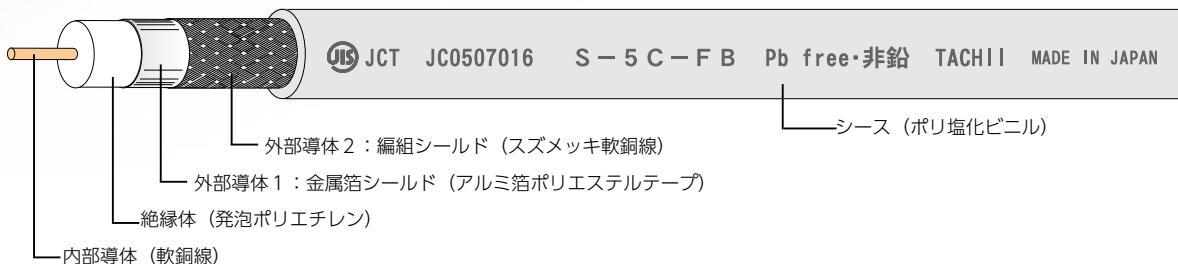 JIS JCT JC0507016 S－5C－FB Pb free・非鉛 TACHII MADE IN JAPAN
シース（ポリ塩化ビニル）
外部導体２：編組シールド（スズメッキ軟銅線）
外部導体１：金属箔シールド（アルミ箔ポリエステルテープ）
絶縁体（発泡ポリエチレン）
内部導体（軟銅線）